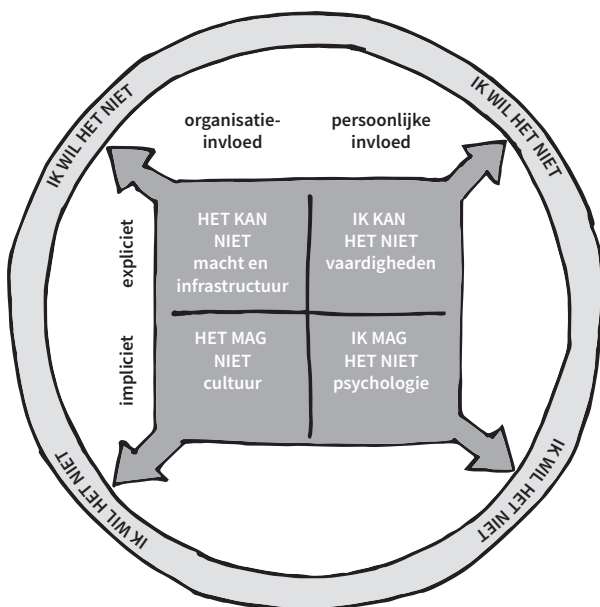 IK WIL HET NIET
IK WIL HET NIET
organisatie-
invloed
persoonlijke
invloed
expliciet
HET KAN
NIET
macht en
infrastructuur
IK KAN
HET NIET
vaardigheden
impliciet
HET MAG
NIET
cultuur
IK MAG
HET NIET
psychologie
IK WIL HET NIET
IK WIL HET NIET